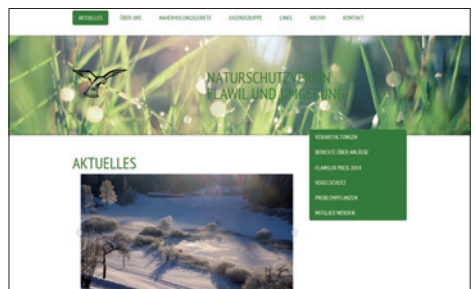 AKTUELLES ÜBER UNS NAHERHOLUNGSGEBIETE JUGENDGRUPPE LINKS ARCHIV KONTAKT
NATURSCHUTZVEREIN
FLAWIL UND UMGEBUNG
VERANSTALTUNGEN
BERICHTE ÜBER ANLÄSSE
FLAWILER PREIS 2014
VOGELSCHUTZ
PROBLEMPFLANZEN
MITGLIED WERDEN
AKTUELLES